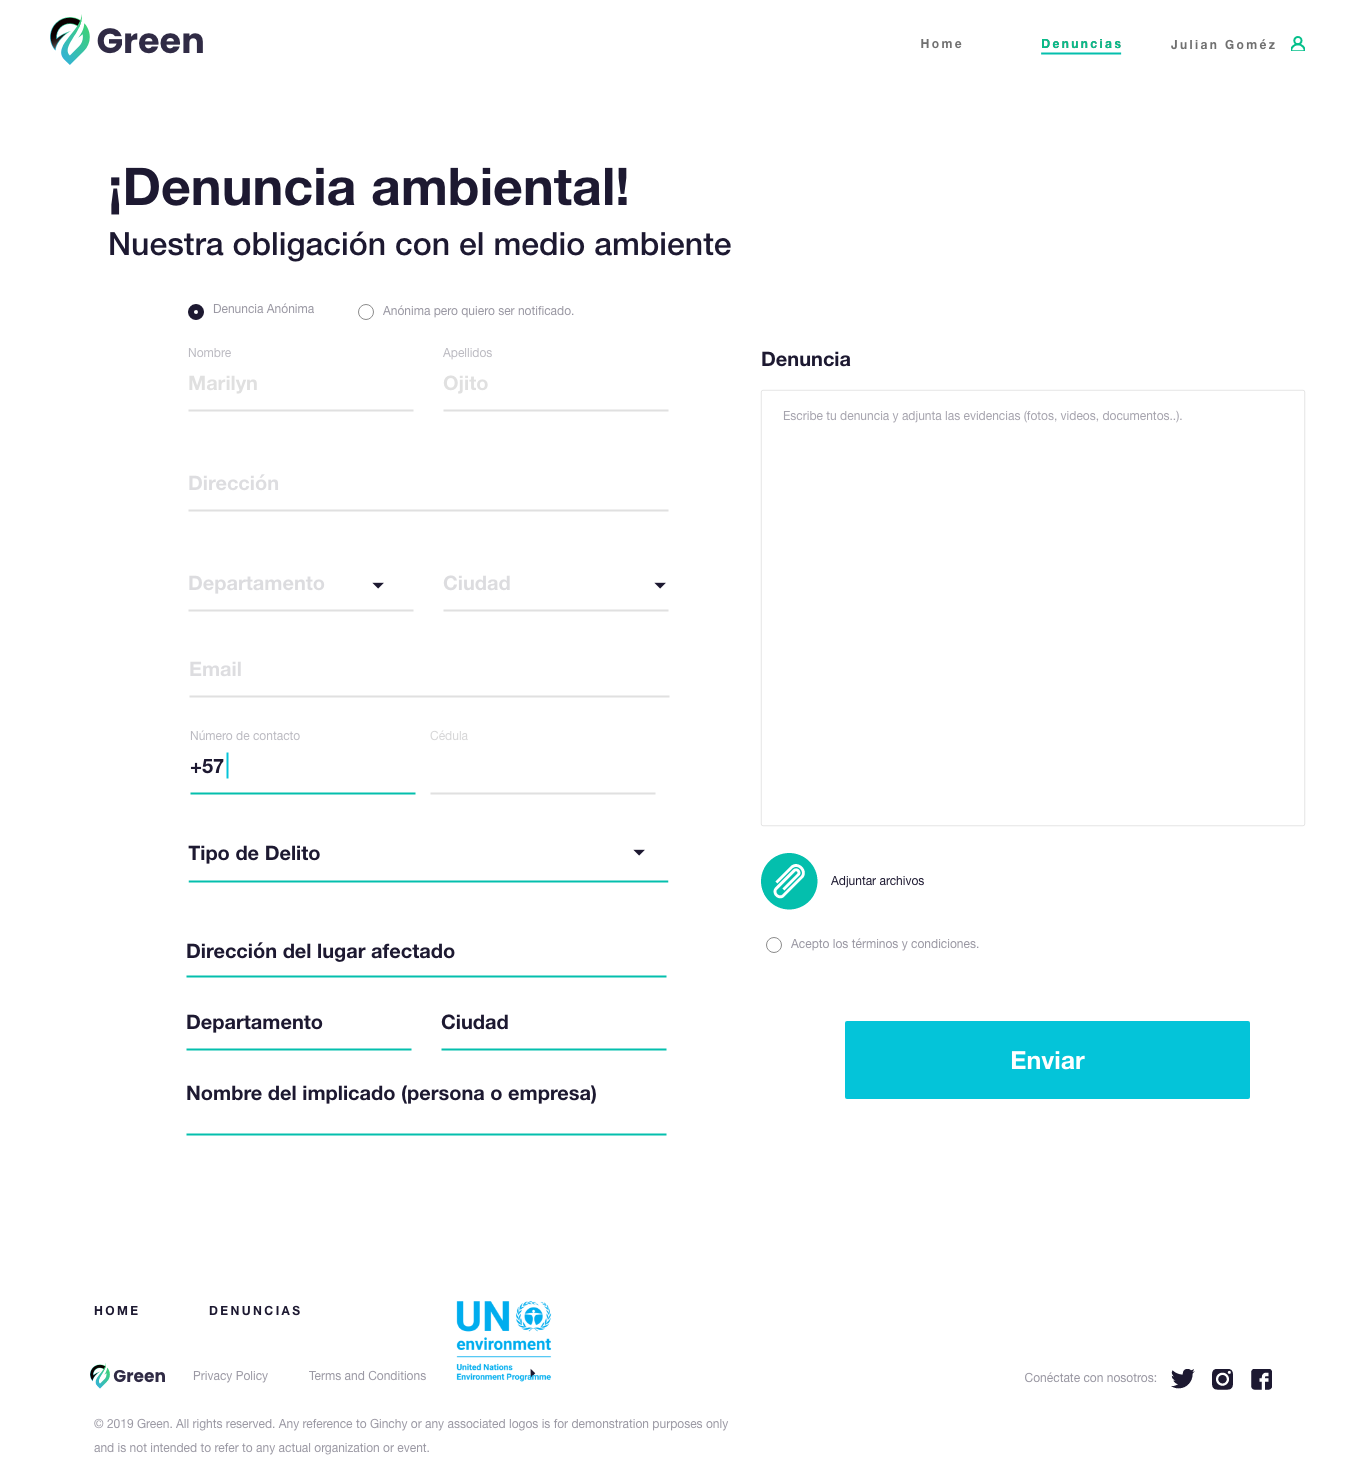 Green
Home
Denuncias
Julian Goméz
¡Denuncia ambiental!
Nuestra obligación con el medio ambiente
Denuncia Anónima
Anónima pero quiero ser notificado.
Nombre
Apellidos
Marilyn
Ojito
Dirección
Departamento
Ciudad
Email
Número de contacto
Cédula
+57
Tipo de Delito
Dirección del lugar afectado
Departamento
Ciudad
Nombre del implicado (persona o empresa)
Denuncia
Escribe tu denuncia y adjunta las evidencias (fotos, videos, documentos..).
Adjuntar archivos
Acepto los términos y condiciones.
Enviar
HOME
DENUNCIAS
UN
environment
United Nations
Environment Programme
Green
Privacy Policy
Terms and Conditions
Conéctate con nosotros:
© 2019 Green. All rights reserved. Any reference to Ginchy or any associated logos is for demonstration purposes only
and is not intended to refer to any actual organization or event.